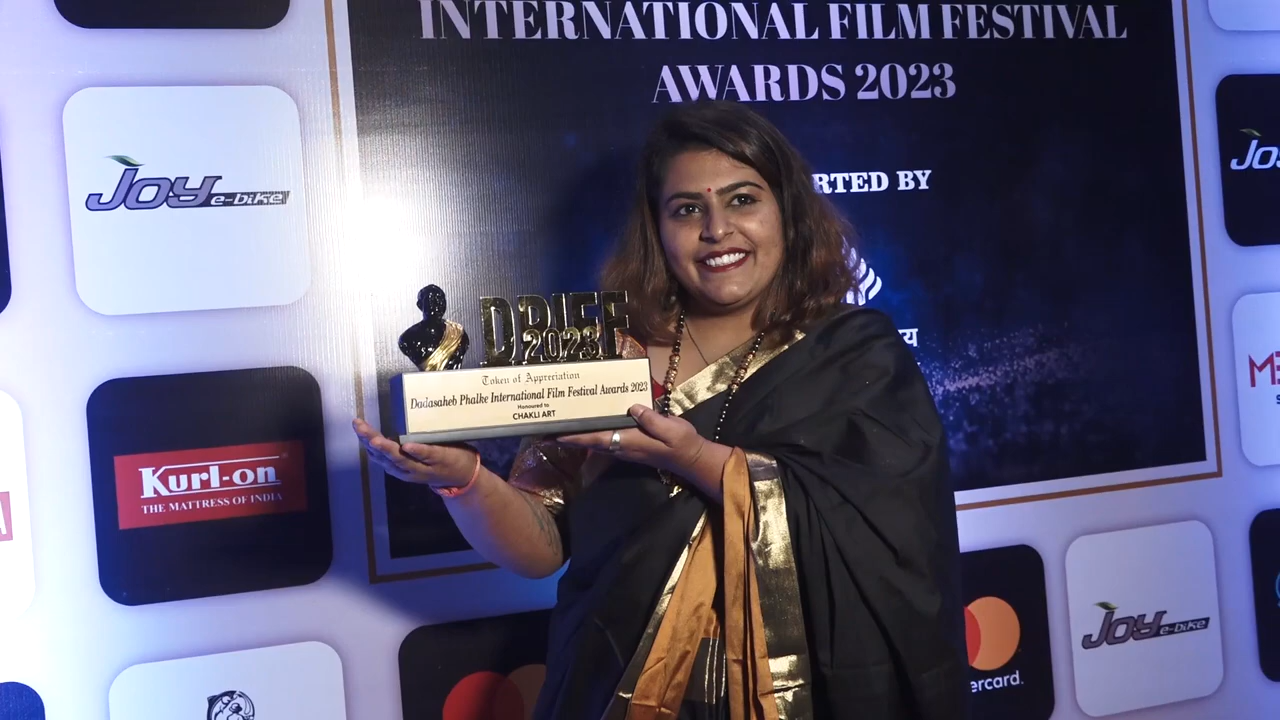 INTERNATIONAL FILM FESTIVAL
AWARDS 2023
RTED BY
Joy e-bike
Jo
DPIFF
2023
Token of Appreciation
Dadasaheb Phalke International Film Festival Awards 2023
Honoured to
CHAKLI ART
य
Kurl-on
THE MATTRESS OF INDIA
A
ercard.
Joy e-bike